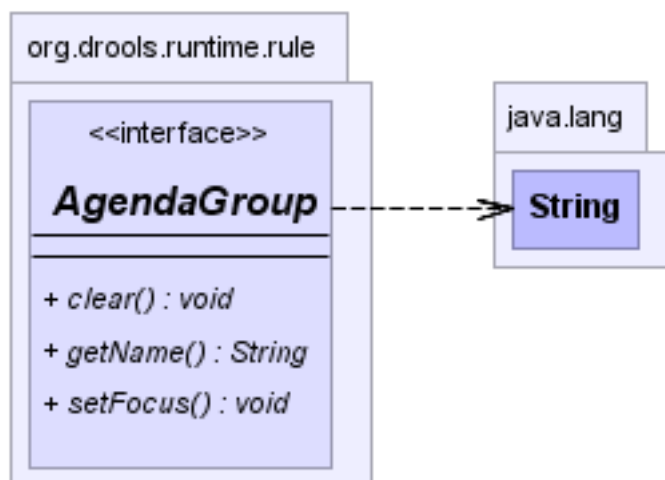 org.drools.runtime.rule
<<interface>>
AgendaGroup
+ clear() : void
+ getName() : String
+ setFocus() : void
java.lang
String